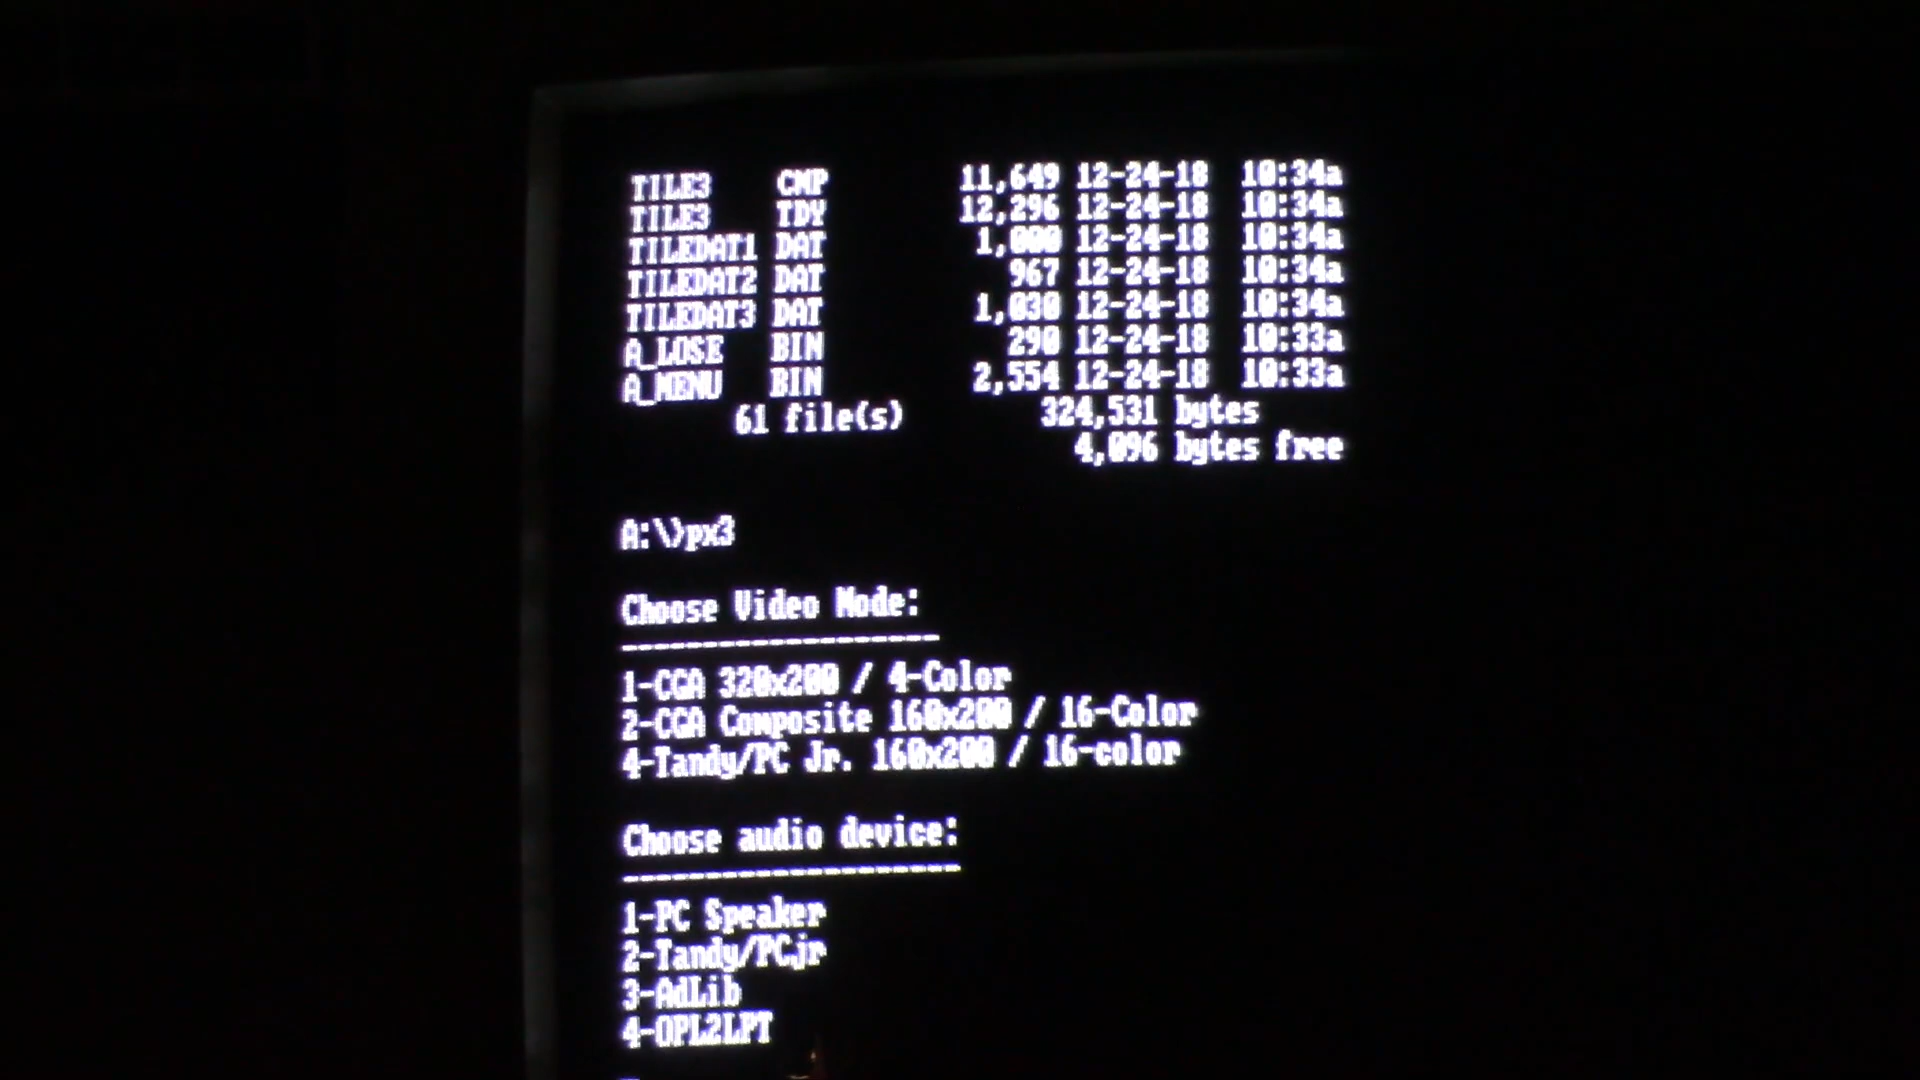 TILE3 CMP 11,649 12-24-18 10:34a
TILE3 TDY 12,296 12-24-18 10:34a
TILEDAT1 DAT 1,000 12-24-18 10:34a
TILEDAT2 DAT 967 12-24-18 10:34a
TILEDAT3 DAT 1,030 12-24-18 10:34a
A_LOSE BIN 290 12-24-18 10:33a
A_MENU BIN 2,554 12-24-18 10:33a
61 file(s) 324,531 bytes
4,096 bytes free
A:\>px3
Choose Video Mode:
-------------------
1-CGA 320x200 / 4-Color
2-CGA Composite 160x200 / 16-Color
4-Tandy/PC Jr. 160x200 / 16-color
Choose audio device:
--------------------
1-PC Speaker
2-Tandy/PCjr
3-AdLib
4-OPL2LPT